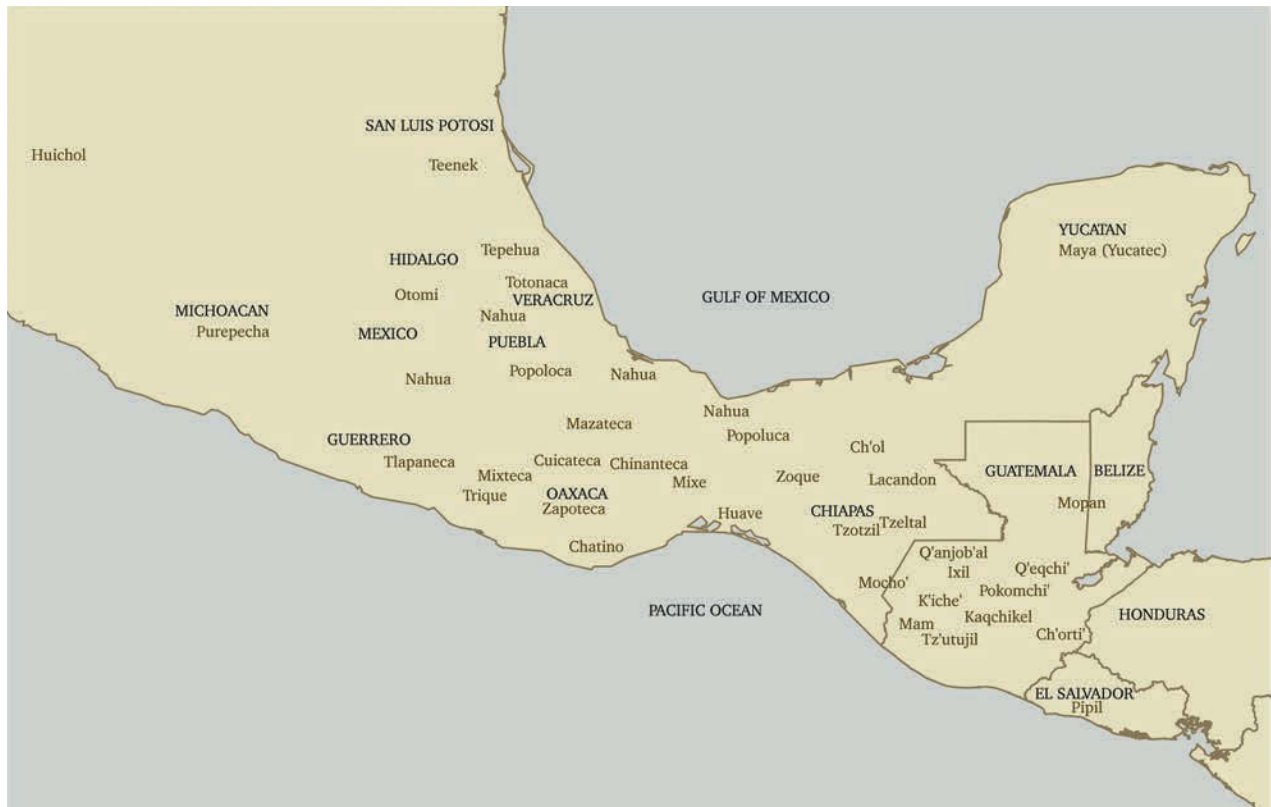 SAN LUIS POTOSI
Huichol
Teenek
YUCATAN
Maya (Yucatec)
Tepehua
HIDALGO
Totonaca
Otomi
VERACRUZ
GULF OF MEXICO
MICHOACAN
Nahua
Purepecha
MEXICO
PUEBLA
Popoloca
Nahua
Nahua
Nahua
Mazateca
Popoluca
GUERRERO
Ch'ol
Tlapaneca
Cuicateca
Chinanteca
Mixteca
Mixe
Zoque
Lacandon
GUATEMALA
BELIZE
Trique
OAXACA
Zapoteca
Huave
CHIAPAS
Mopan
Tzotzil
Tzeltal
Chatino
Q'anjob'al
Ixil
Q'eqchi'
Mocho'
Pokomchi'
K'iche'
PACIFIC OCEAN
Kaqchikel
HONDURAS
Mam
Tz'utujil
Ch'orti'
EL SALVADOR
Pipil